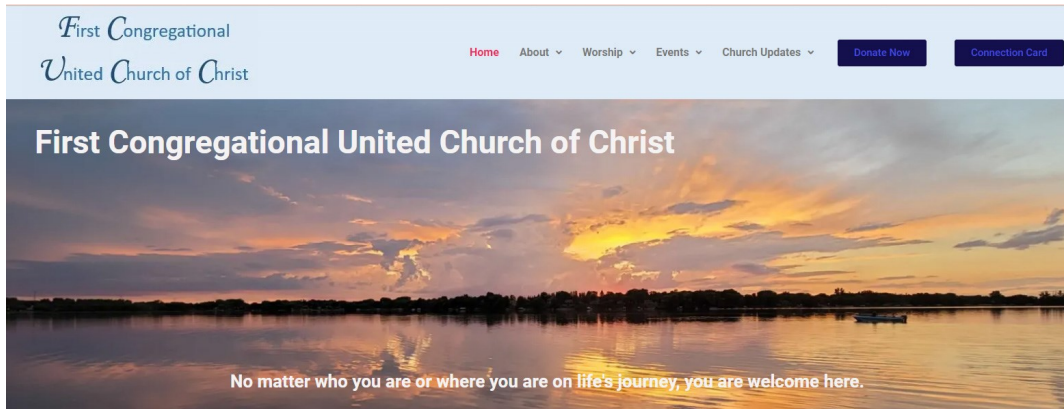 First Congregational
United Church of Christ
Home About Worship Events Church Updates Donate Now Connection Card
First Congregational United Church of Christ
No matter who you are or where you are on life's journey, you are welcome here.